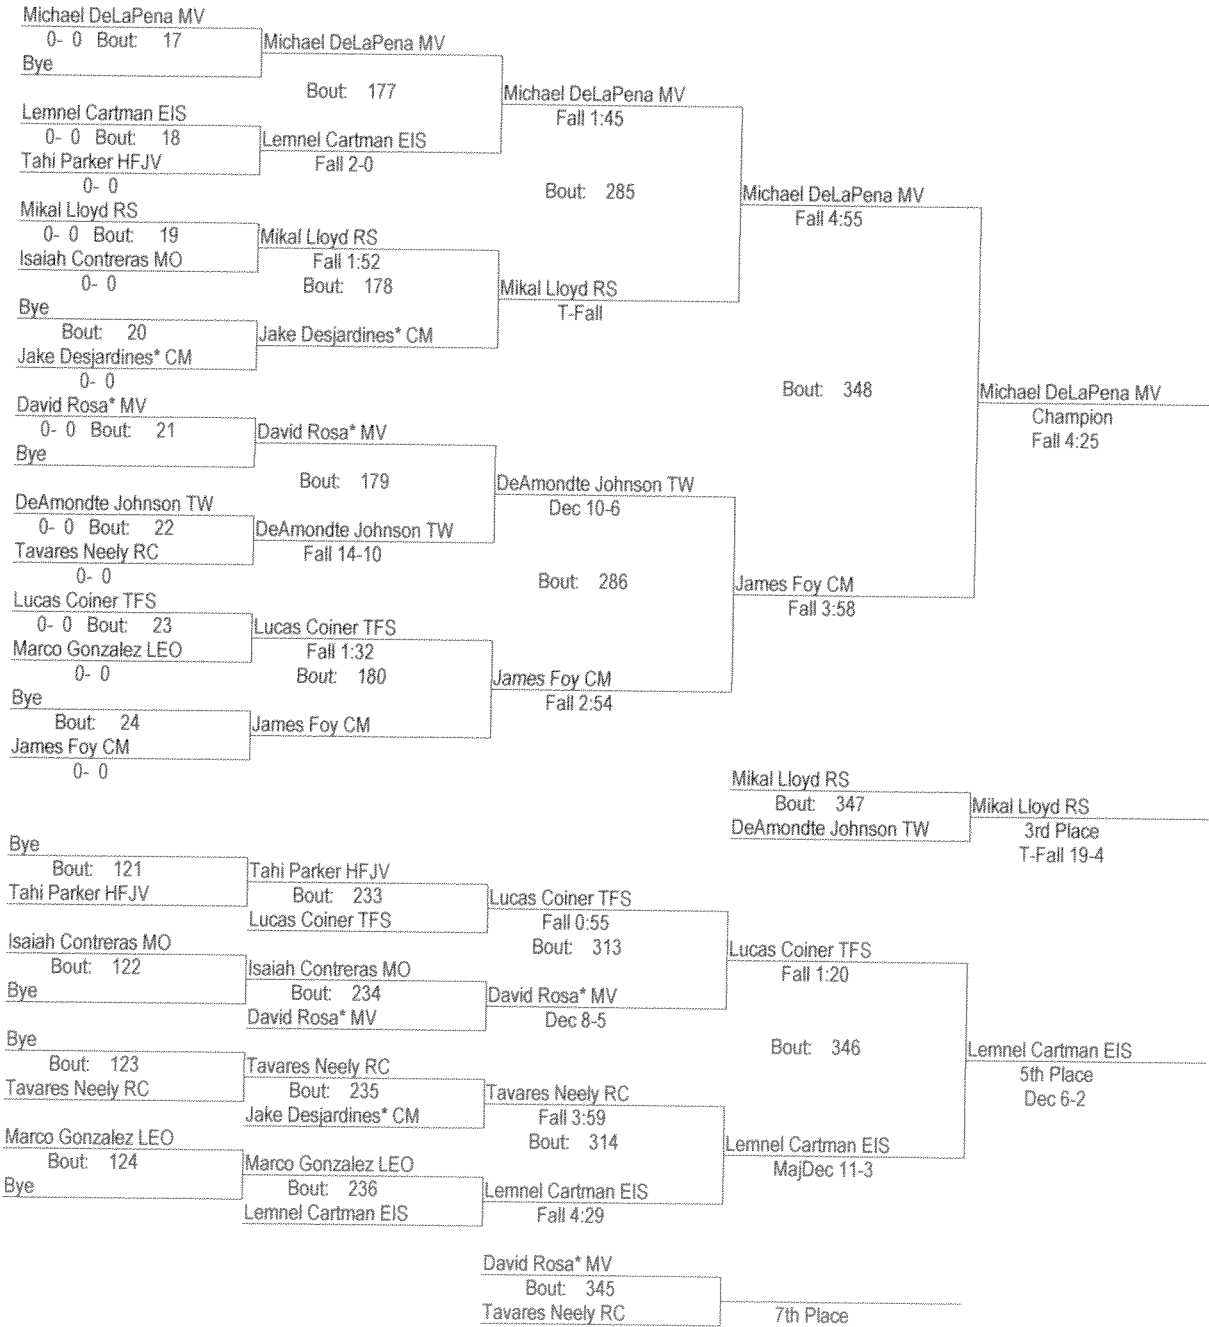 Michael DeLaPena MV
0- 0 Bout: 17
Bye
Michael DeLaPena MV
Bout: 177
Lemnel Cartman EIS
0- 0 Bout: 18
Tahi Parker HFJV
0- 0
Lemnel Cartman EIS
Fall 2-0
Michael DeLaPena MV
Fall 1:45
Bout: 285
Mikal Lloyd RS
0- 0 Bout: 19
Isaiah Contreras MO
0- 0
Mikal Lloyd RS
Fall 1:52
Bout: 178
Bye
Bout: 20
Jake Desjardines* CM
0- 0
Jake Desjardines* CM
Mikal Lloyd RS
T-Fall
Michael DeLaPena MV
Fall 4:55
Bout: 348
David Rosa* MV
0- 0 Bout: 21
Bye
David Rosa* MV
Bout: 179
DeAmondte Johnson TW
0- 0 Bout: 22
Tavares Neely RC
0- 0
DeAmondte Johnson TW
Fall 14-10
DeAmondte Johnson TW
Dec 10-6
Bout: 286
Lucas Coiner TFS
0- 0 Bout: 23
Marco Gonzalez LEO
0- 0
Lucas Coiner TFS
Fall 1:32
Bout: 180
Bye
Bout: 24
James Foy CM
0- 0
James Foy CM
James Foy CM
Fall 2:54
James Foy CM
Fall 3:58
Michael DeLaPena MV
Champion
Fall 4:25
Mikal Lloyd RS
Bout: 347
DeAmondte Johnson TW
Mikal Lloyd RS
3rd Place
T-Fall 19-4
Bye
Bout: 121
Tahi Parker HFJV
Tahi Parker HFJV
Bout: 233
Lucas Coiner TFS
Lucas Coiner TFS
Fall 0:55
Bout: 313
Isaiah Contreras MO
Bout: 122
Bye
Isaiah Contreras MO
Bout: 234
David Rosa* MV
David Rosa* MV
Dec 8-5
Lucas Coiner TFS
Fall 1:20
Bout: 346
Bye
Bout: 123
Tavares Neely RC
Tavares Neely RC
Bout: 235
Jake Desjardines* CM
Tavares Neely RC
Fall 3:59
Bout: 314
Marco Gonzalez LEO
Bout: 124
Bye
Marco Gonzalez LEO
Bout: 236
Lemnel Cartman EIS
Lemnel Cartman EIS
Fall 4:29
Lemnel Cartman EIS
MajDec 11-3
Lemnel Cartman EIS
5th Place
Dec 6-2
David Rosa* MV
Bout: 345
Tavares Neely RC
7th Place